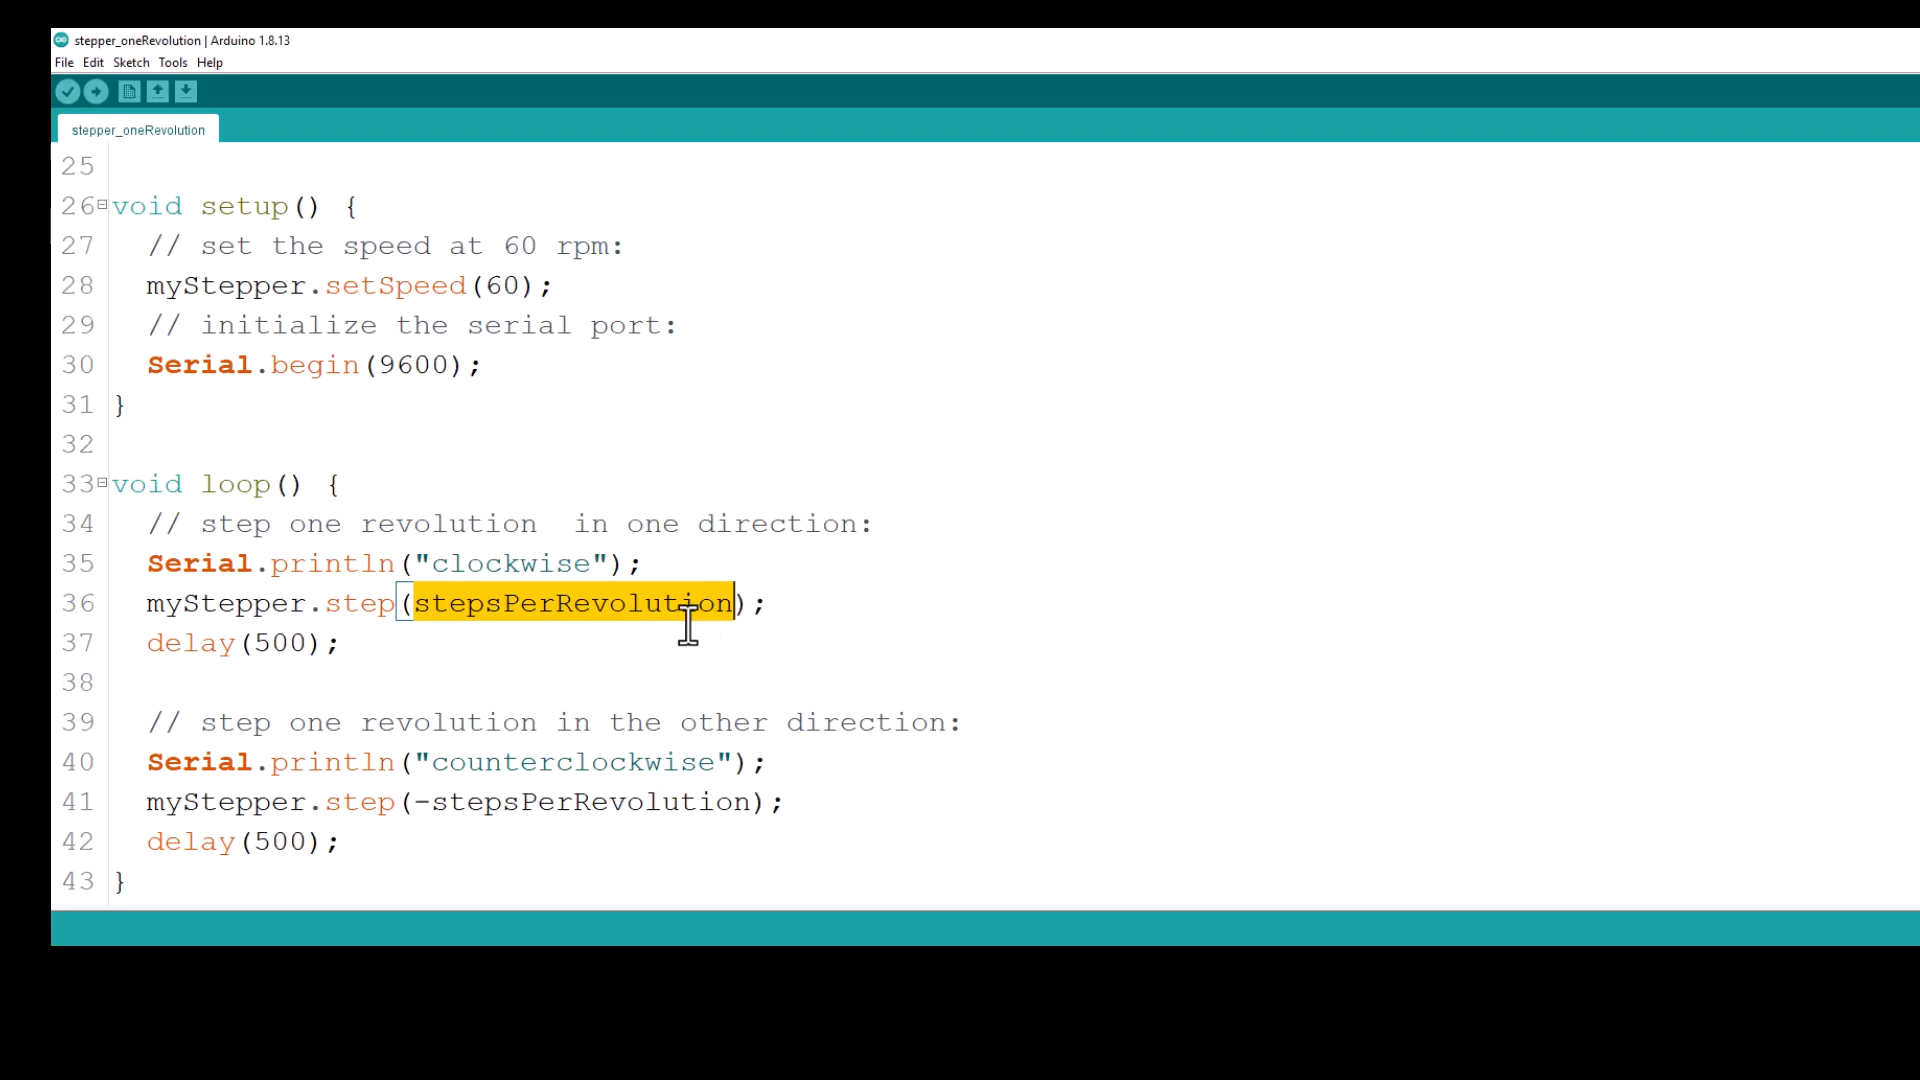 stepper_oneRevolution | Arduino 1.8.13
File Edit Sketch Tools Help
stepper_oneRevolution
25
26 void setup() {
27 // set the speed at 60 rpm:
28 myStepper.setSpeed(60);
29 // initialize the serial port:
30 Serial.begin(9600);
31 }
32
33 void loop() {
34 // step one revolution  in one direction:
35 Serial.println("clockwise");
36 myStepper.step(stepsPerRevolution);
37 delay(500);
38
39 // step one revolution in the other direction:
40 Serial.println("counterclockwise");
41 myStepper.step(-stepsPerRevolution);
42 delay(500);
43 }